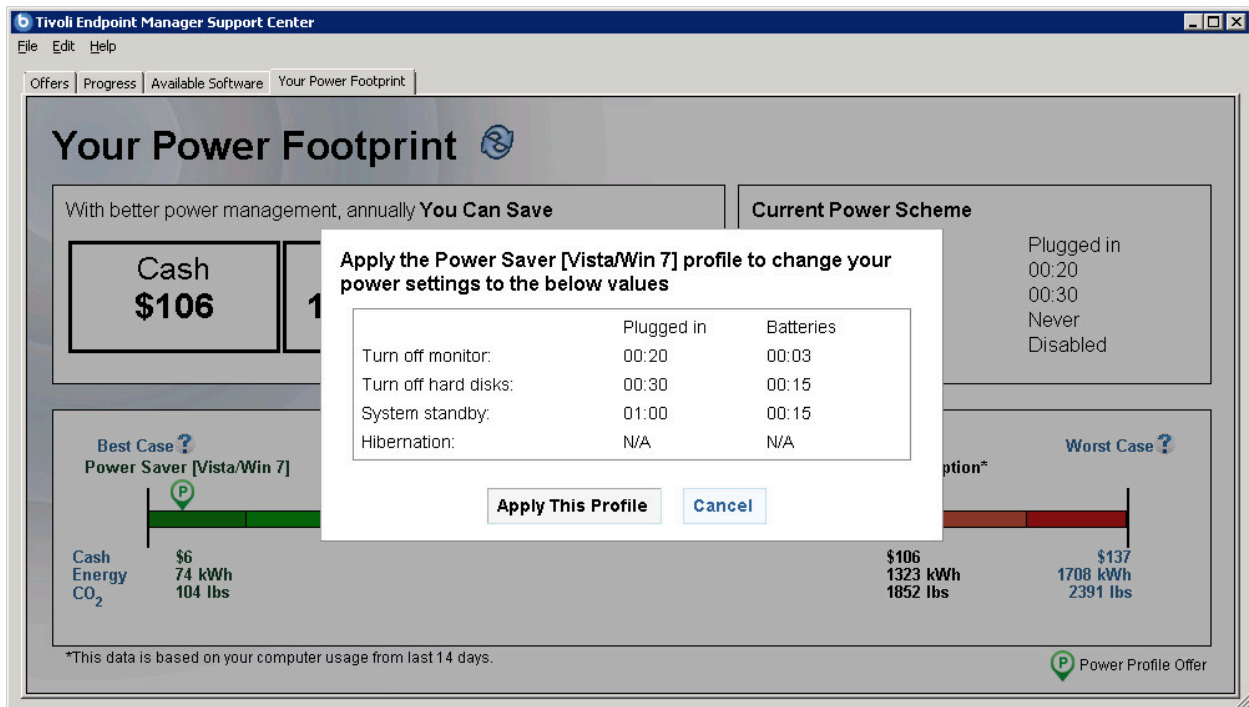 Tivoli Endpoint Manager Support Center
File Edit Help
Offers Progress Available Software Your Power Footprint
Your Power Footprint
With better power management, annually You Can Save
Current Power Scheme
Cash
$106
1
Plugged in
00:20
00:30
Never
Disabled
Apply the Power Saver [Vista/Win 7] profile to change your
power settings to the below values
Plugged in Batteries
Turn off monitor: 00:20 00:03
Turn off hard disks: 00:30 00:15
System standby: 01:00 00:15
Hibernation: N/A N/A
Apply This Profile Cancel
Best Case ?
Power Saver [Vista/Win 7]
P
Worst Case ?
ption*
Cash $6 $106 $137
Energy 74 kWh 1323 kWh 1708 kWh
CO2 104 lbs 1852 lbs 2391 lbs
*This data is based on your computer usage from last 14 days.
P Power Profile Offer